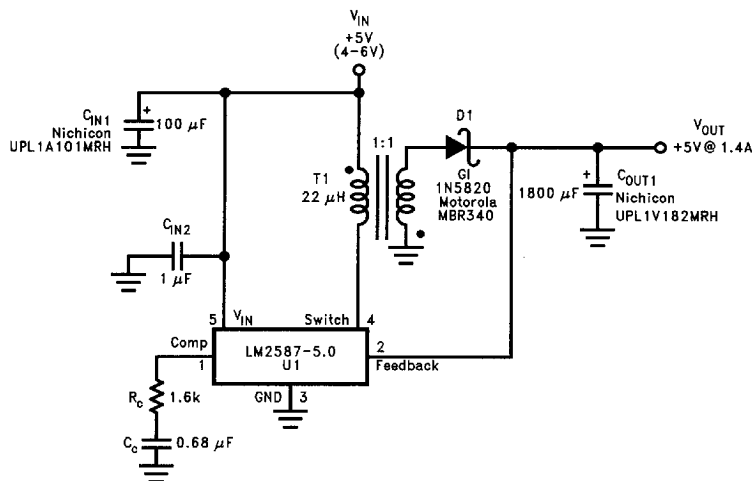 V_IN
+5V
(4-6V)
C_IN1
Nichicon
UPL1A101MRH
+
100 μF
C_IN2
1 μF
T1
22 μH
1:1
D1
GI
1N5820
Motorola
MBR340
V_OUT
+5V@ 1.4A
+
1800 μF
C_OUT1
Nichicon
UPL1V182MRH
5
V_IN
Switch
4
Comp
1
LM2587-5.0
U1
2
Feedback
GND
3
R_C
1.6k
C_C
0.68 μF